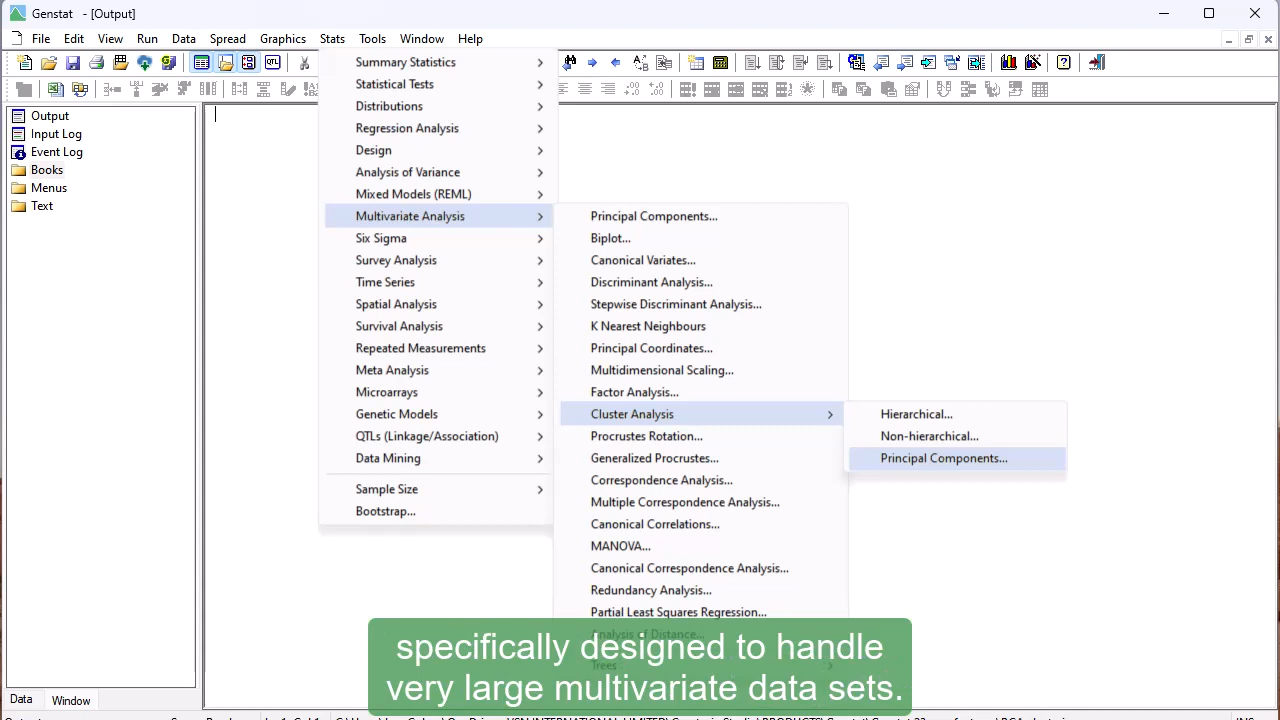 Genstat - [Output]
File Edit View Run Data Spread Graphics Stats Tools Window Help
Output
Input Log
Event Log
Books
Menus
Text
Summary Statistics
Statistical Tests
Distributions
Regression Analysis
Design
Analysis of Variance
Mixed Models (REML)
Multivariate Analysis
Six Sigma
Survey Analysis
Time Series
Spatial Analysis
Survival Analysis
Repeated Measurements
Meta Analysis
Microarrays
Genetic Models
QTLs (Linkage/Association)
Data Mining
Sample Size
Bootstrap...
Principal Components...
Biplot...
Canonical Variates...
Discriminant Analysis...
Stepwise Discriminant Analysis...
K Nearest Neighbours
Principal Coordinates...
Multidimensional Scaling...
Factor Analysis...
Cluster Analysis
Procrustes Rotation...
Generalized Procrustes...
Correspondence Analysis...
Multiple Correspondence Analysis...
Canonical Correlations...
MANOVA...
Canonical Correspondence Analysis...
Redundancy Analysis...
Partial Least Squares Regression...
Analysis of Distance...
Trees
Hierarchical...
Non-hierarchical...
Principal Components...
specifically designed to handle
very large multivariate data sets.
Data Window